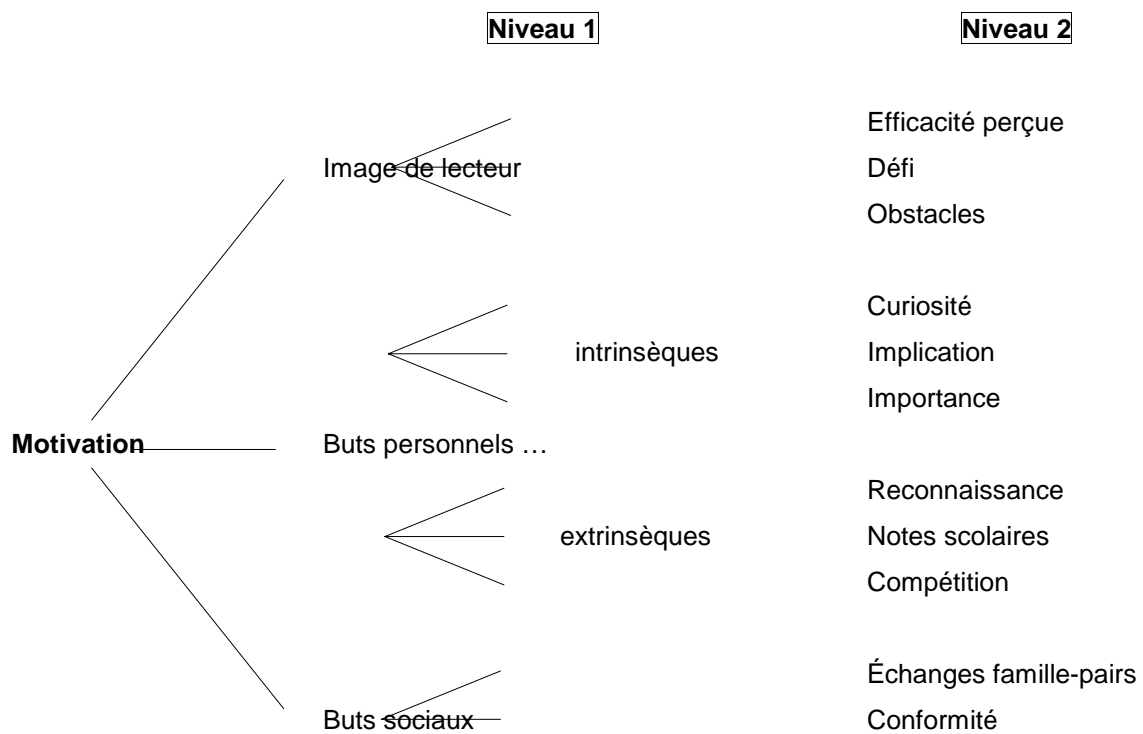 Niveau 1 Niveau 2
Efficacité perçue
Image de lecteur Défi
Obstacles
Curiosité
intrinsèques Implication
Importance
Motivation Buts personnels …
Reconnaissance
extrinsèques Notes scolaires
Compétition
Échanges famille-pairs
Buts sociaux Conformité